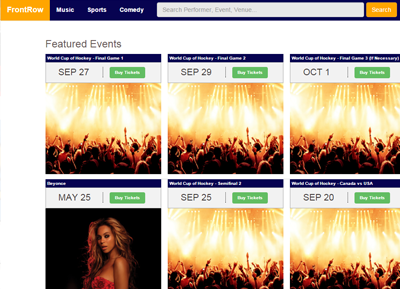 FrontRow Music Sports Comedy Search Performer, Event, Venue... Search
Featured Events
World Cup of Hockey - Final Game 1
SEP 27 Buy Tickets
World Cup of Hockey - Final Game 2
SEP 29 Buy Tickets
World Cup of Hockey - Final Game 3 (If Necessary)
OCT 1 Buy Tickets
Beyonce
MAY 25 Buy Tickets
World Cup of Hockey - Semifinal 2
SEP 25 Buy Tickets
World Cup of Hockey - Canada vs USA
SEP 20 Buy Tickets